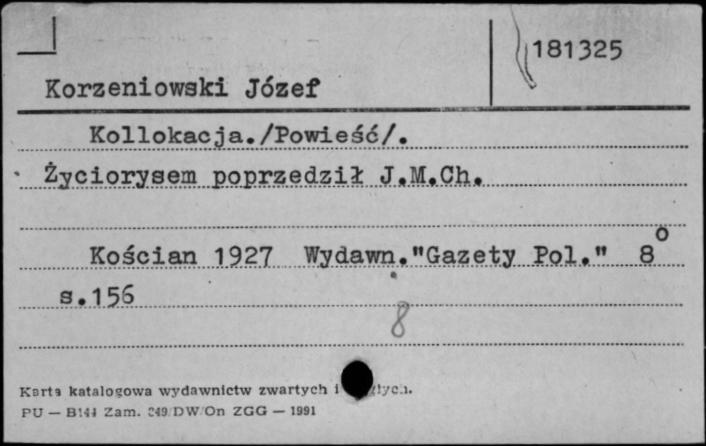 181325
Korzeniowski Józef
Kollokacja./Powieść/.
Życiorysem poprzedził J.M.Ch.
Kościan 1927 Wydawn."Gazety Pol." 8°
s.156
8
Karta katalogowa wydawnictw zwartych i
PU — B144 Zam. 249/DW/On ZGG — 1991